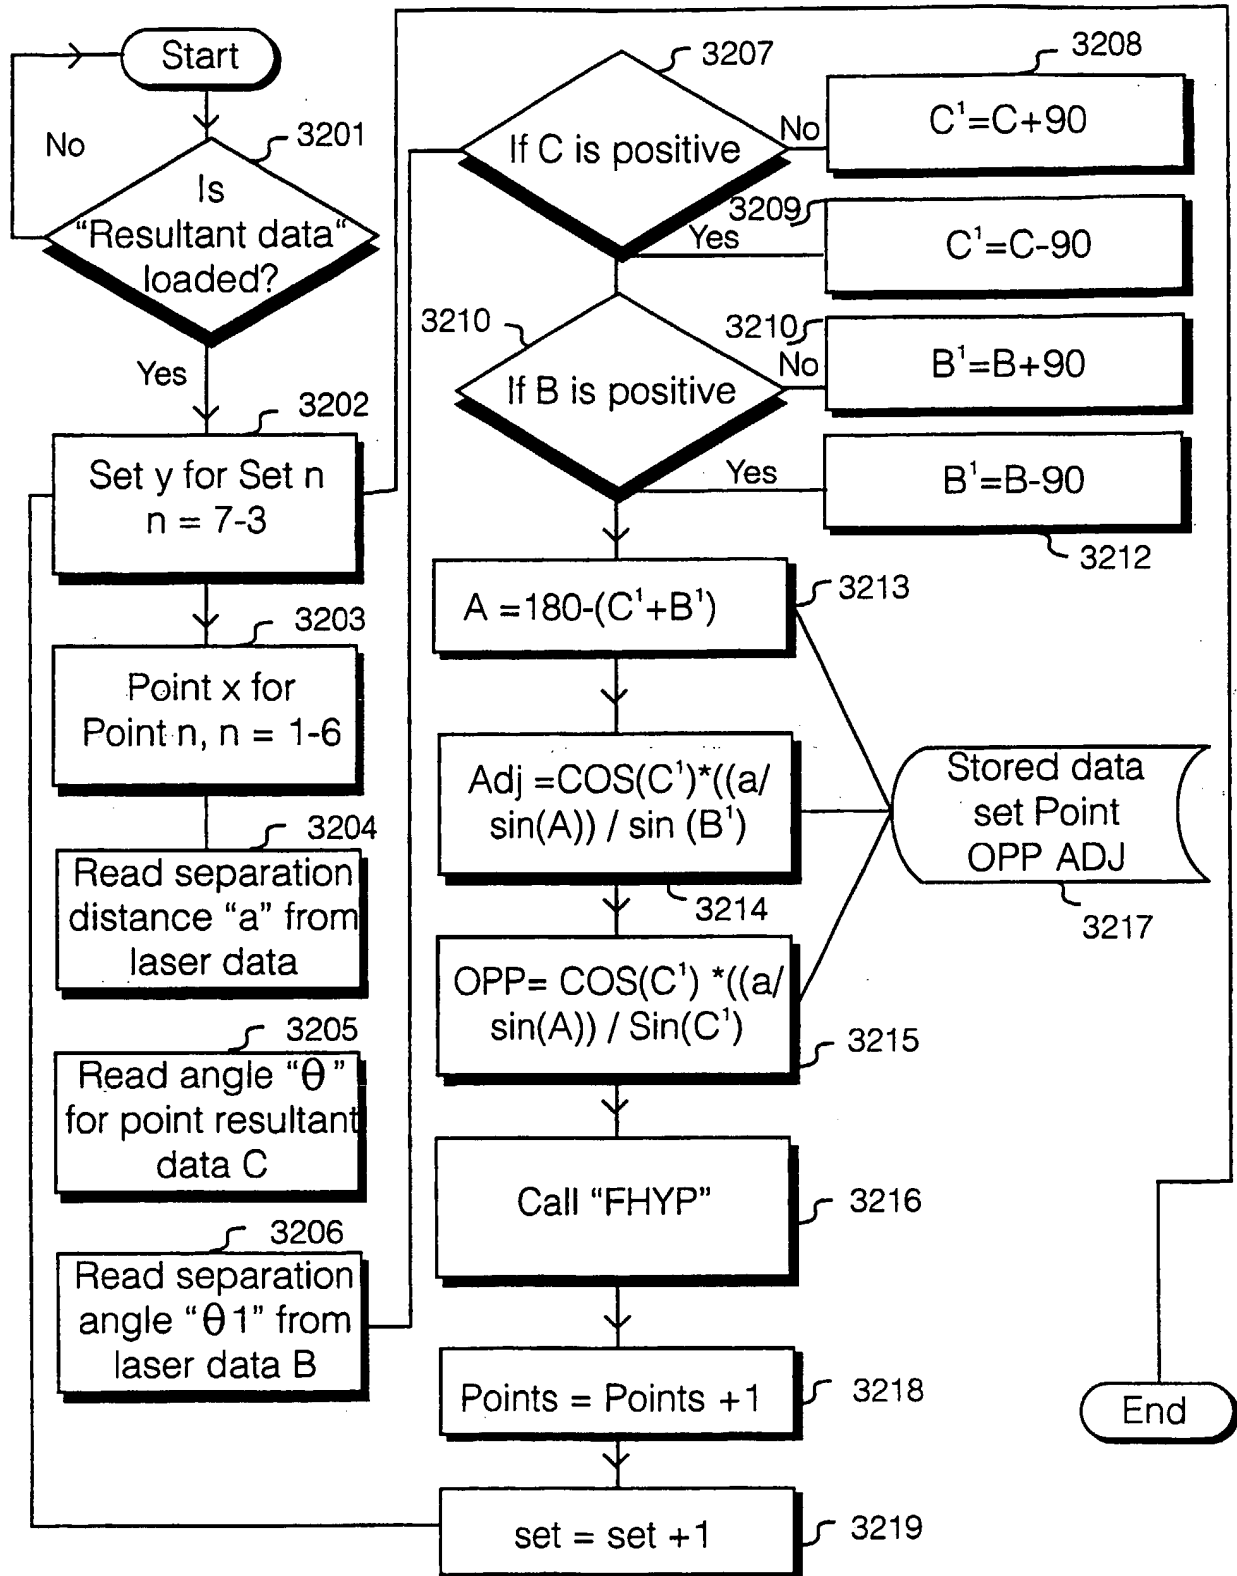 Start
No
3201
Is
“Resultant data“
loaded?
Yes
3202
Set y for Set n
n = 7-3
3203
Point x for
Point n, n = 1-6
3204
Read separation
distance “a” from
laser data
3205
Read angle “θ”
for point resultant
data C
3206
Read separation
angle “θ1” from
laser data B
3207
If C is positive
No
3208
C¹=C+90
3209
Yes
C¹=C-90
3210
If B is positive
3210
No
B¹=B+90
Yes
B¹=B-90
3212
A =180-(C¹+B¹)
3213
Adj =COS(C¹)*((a/
sin(A)) / sin (B¹)
3214
OPP= COS(C¹) *((a/
sin(A)) / Sin(C¹)
3215
Stored data
set Point
OPP ADJ
3217
Call “FHYP”
3216
Points = Points +1
3218
set = set +1
3219
End